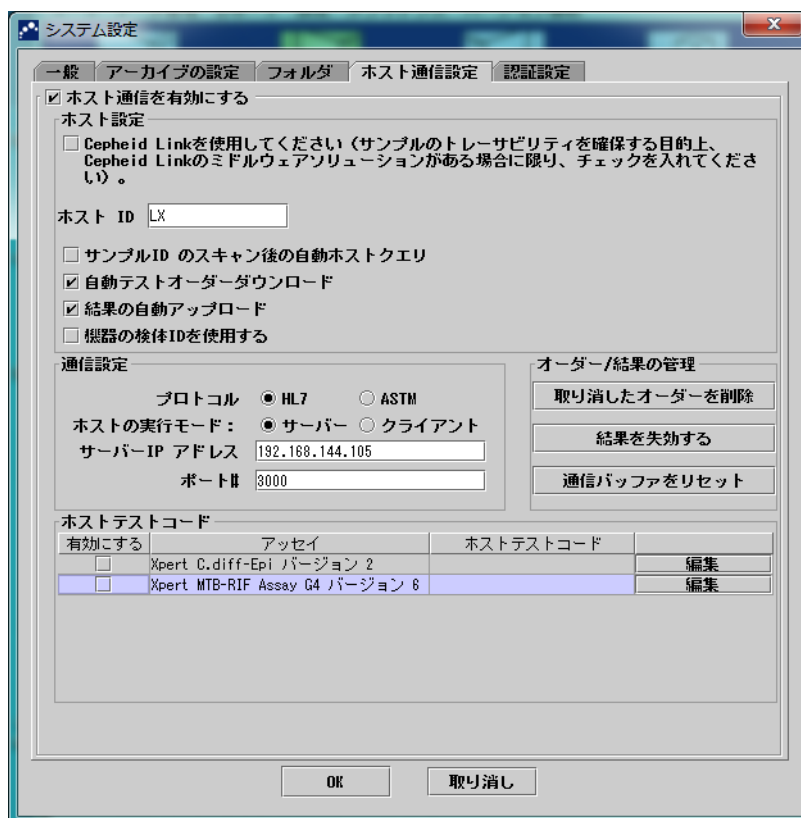 システム設定
一般 アーカイブの設定 フォルダ ホスト通信設定 認証設定
ホスト通信を有効にする
ホスト設定
Cepheid Linkを使用してください（サンプルのトレーサビリティを確保する目的上、
Cepheid Linkのミドルウェアソリューションがある場合に限り、チェックを入れてくださ
い）。
ホスト ID LX
サンプルID のスキャン後の自動ホストクエリ
自動テストオーダーダウンロード
結果の自動アップロード
機器の検体IDを使用する
通信設定
プロトコル HL7 ASTM
ホストの実行モード： サーバー クライアント
サーバーIP アドレス 192.168.144.105
ポート# 3000
オーダー/結果の管理
取り消したオーダーを削除
結果を失効する
通信バッファをリセット
ホストテストコード
有効にする アッセイ ホストテストコード
Xpert C.diff-Epi バージョン 2 編集
Xpert MTB-RIF Assay G4 バージョン 6 編集
OK 取り消し